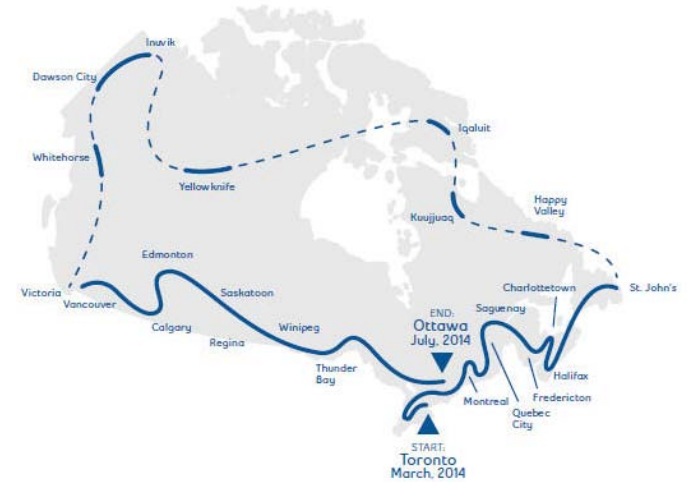 Inuvik
Dawson City
Iqaluit
Whitehorse
Yellowknife
Happy
Valley
Kuujjuaq
Edmonton
Victoria
Vancouver
Saskatoon
Charlottetown
St. John's
Calgary
Regina
Winnipeg
Saguenay
END:
Ottawa
July, 2014
Thunder
Bay
Halifax
Fredericton
Montreal
Quebec
City
START:
Toronto
March, 2014